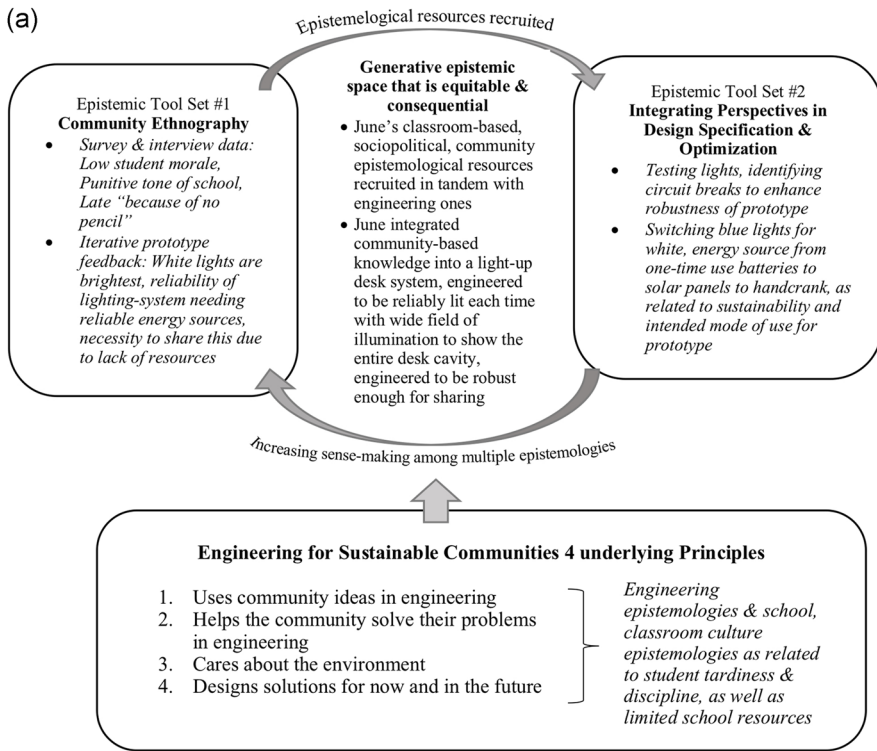 (a)
Epistemelogical resources recruited
Epistemic Tool Set #1
Community Ethnography
• Survey & interview data:
Low student morale,
Punitive tone of school,
Late “because of no
pencil”
• Iterative prototype
feedback: White lights are
brightest, reliability of
lighting-system needing
reliable energy sources,
necessity to share this due
to lack of resources
Generative epistemic
space that is equitable &
consequential
• June’s classroom-based,
sociopolitical, community
epistemological resources
recruited in tandem with
engineering ones
• June integrated
community-based
knowledge into a light-up
desk system, engineered
to be reliably lit each time
with wide field of
illumination to show the
entire desk cavity,
engineered to be robust
enough for sharing
Epistemic Tool Set #2
Integrating Perspectives in
Design Specification &
Optimization
• Testing lights, identifying
circuit breaks to enhance
robustness of prototype
• Switching blue lights for
white, energy source from
one-time use batteries to
solar panels to handcrank, as
related to sustainability and
intended mode of use for
prototype
Increasing sense-making among multiple epistemologies
Engineering for Sustainable Communities 4 underlying Principles
1. Uses community ideas in engineering
2. Helps the community solve their problems
in engineering
3. Cares about the environment
4. Designs solutions for now and in the future
Engineering
epistemologies & school,
classroom culture
epistemologies as related
to student tardiness &
discipline, as well as
limited school resources